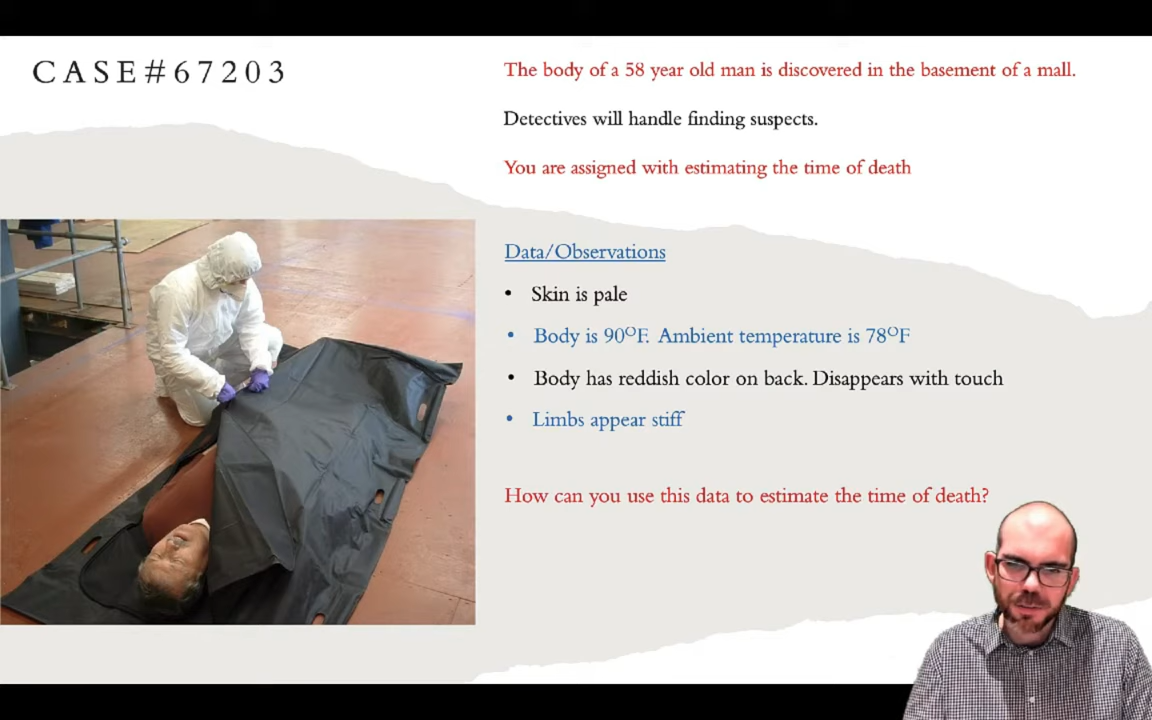 CASE#67203
The body of a 58 year old man is discovered in the basement of a mall.
Detectives will handle finding suspects.
You are assigned with estimating the time of death
Data/Observations
• Skin is pale
• Body is 90°F. Ambient temperature is 78°F
• Body has reddish color on back. Disappears with touch
• Limbs appear stiff
How can you use this data to estimate the time of death?